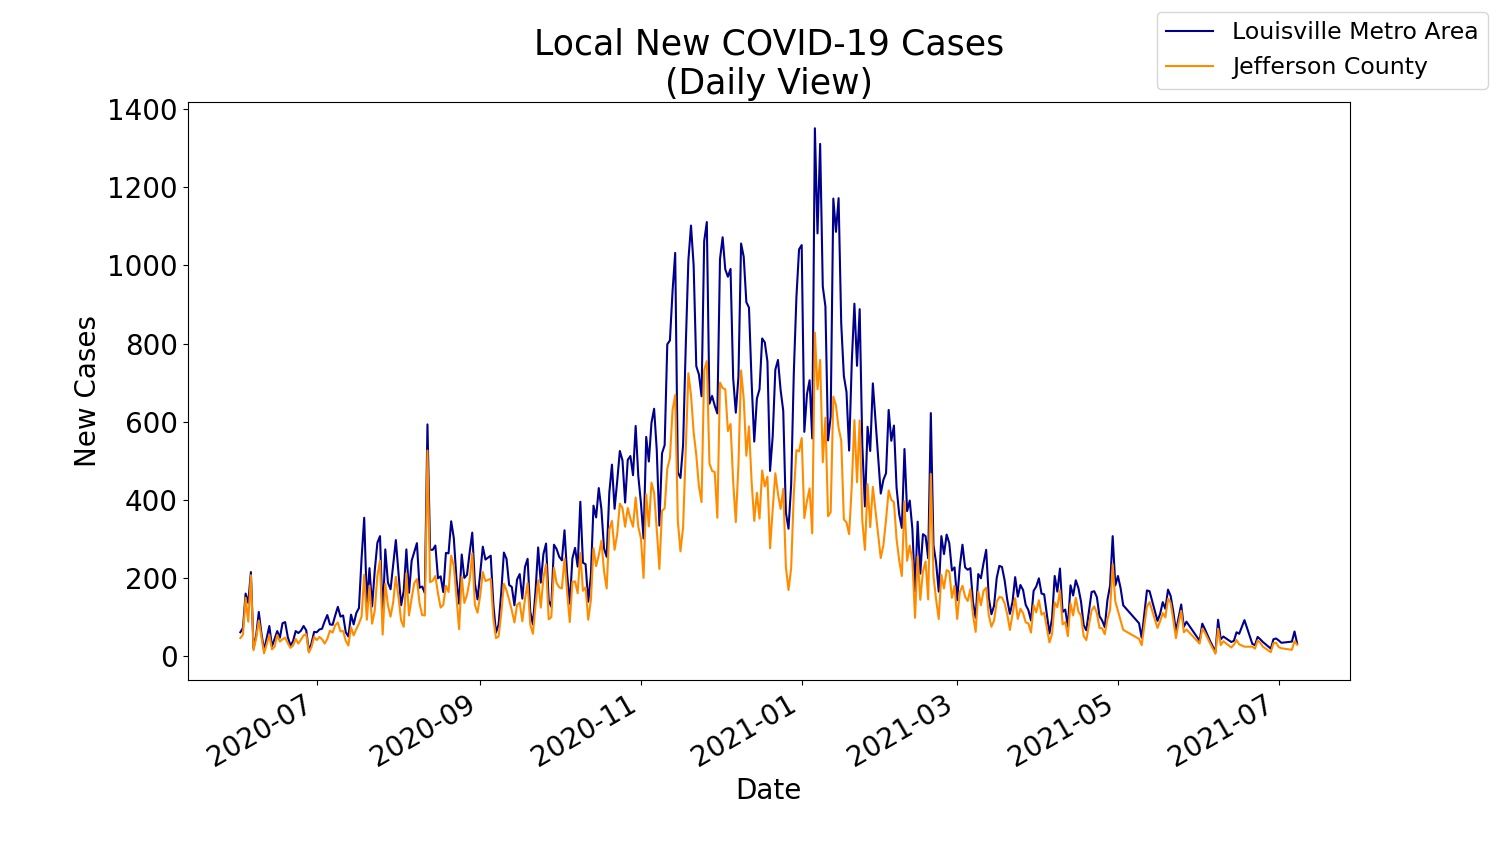 Local New COVID-19 Cases
(Daily View)
Louisville Metro Area
Jefferson County
1400
1200
1000
800
600
400
200
0
New Cases
2020-07
2020-09
2020-11
2021-01
2021-03
2021-05
2021-07
Date